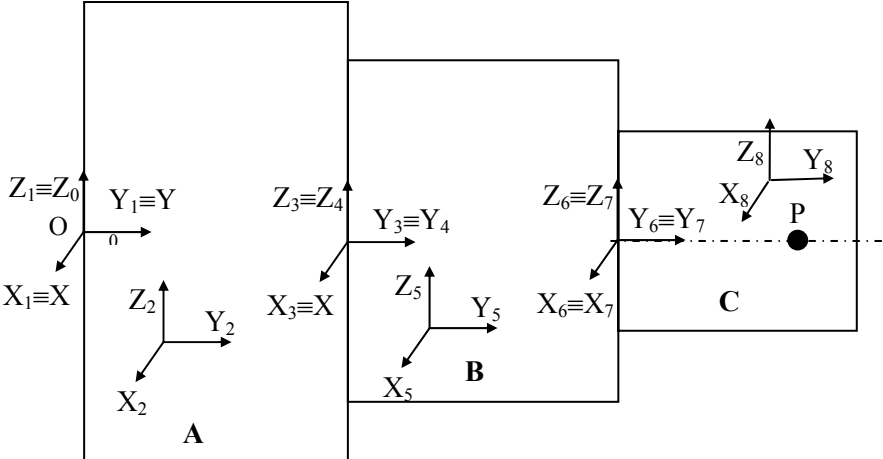 Z₁≡Z₀
Y₁≡Y
₀
O
X₁≡X
Z₂
Y₂
X₂
A
Z₃≡Z₄
Y₃≡Y₄
X₃≡X
Z₅
Y₅
X₅
B
Z₆≡Z₇
Y₆≡Y₇
X₆≡X₇
Z₈
Y₈
X₈
P
C